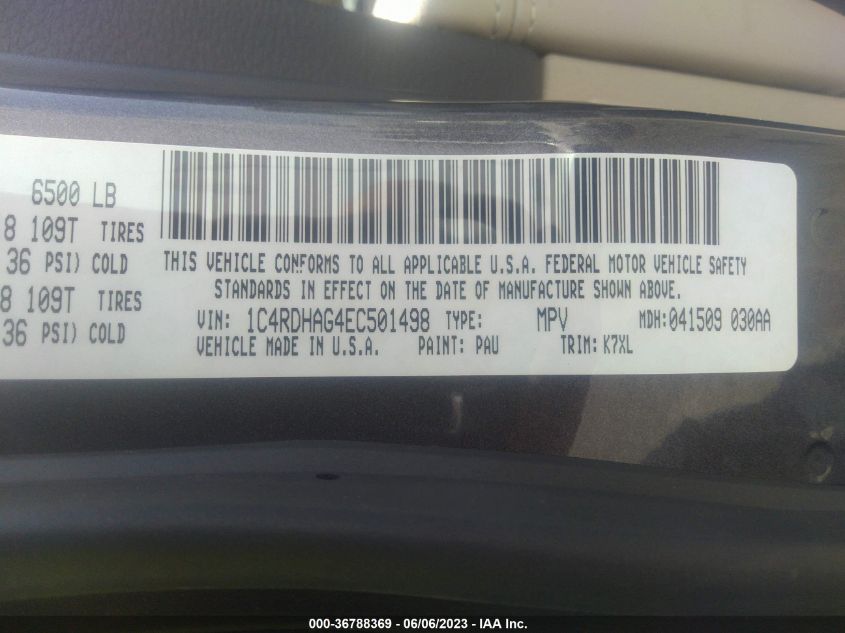 6500 LB
8 109T TIRES
36 PSI) COLD
8 109T TIRES
36 PSI) COLD
THIS VEHICLE CONFORMS TO ALL APPLICABLE U.S.A. FEDERAL MOTOR VEHICLE SAFETY
STANDARDS IN EFFECT ON THE DATE OF MANUFACTURE SHOWN ABOVE.
VIN: 1C4RDHAG4EC501498 TYPE: MPV MDH:041509 030AA
VEHICLE MADE IN U.S.A. PAINT: PAU TRIM: K7XL
000-36788369 - 06/06/2023 - IAA Inc.